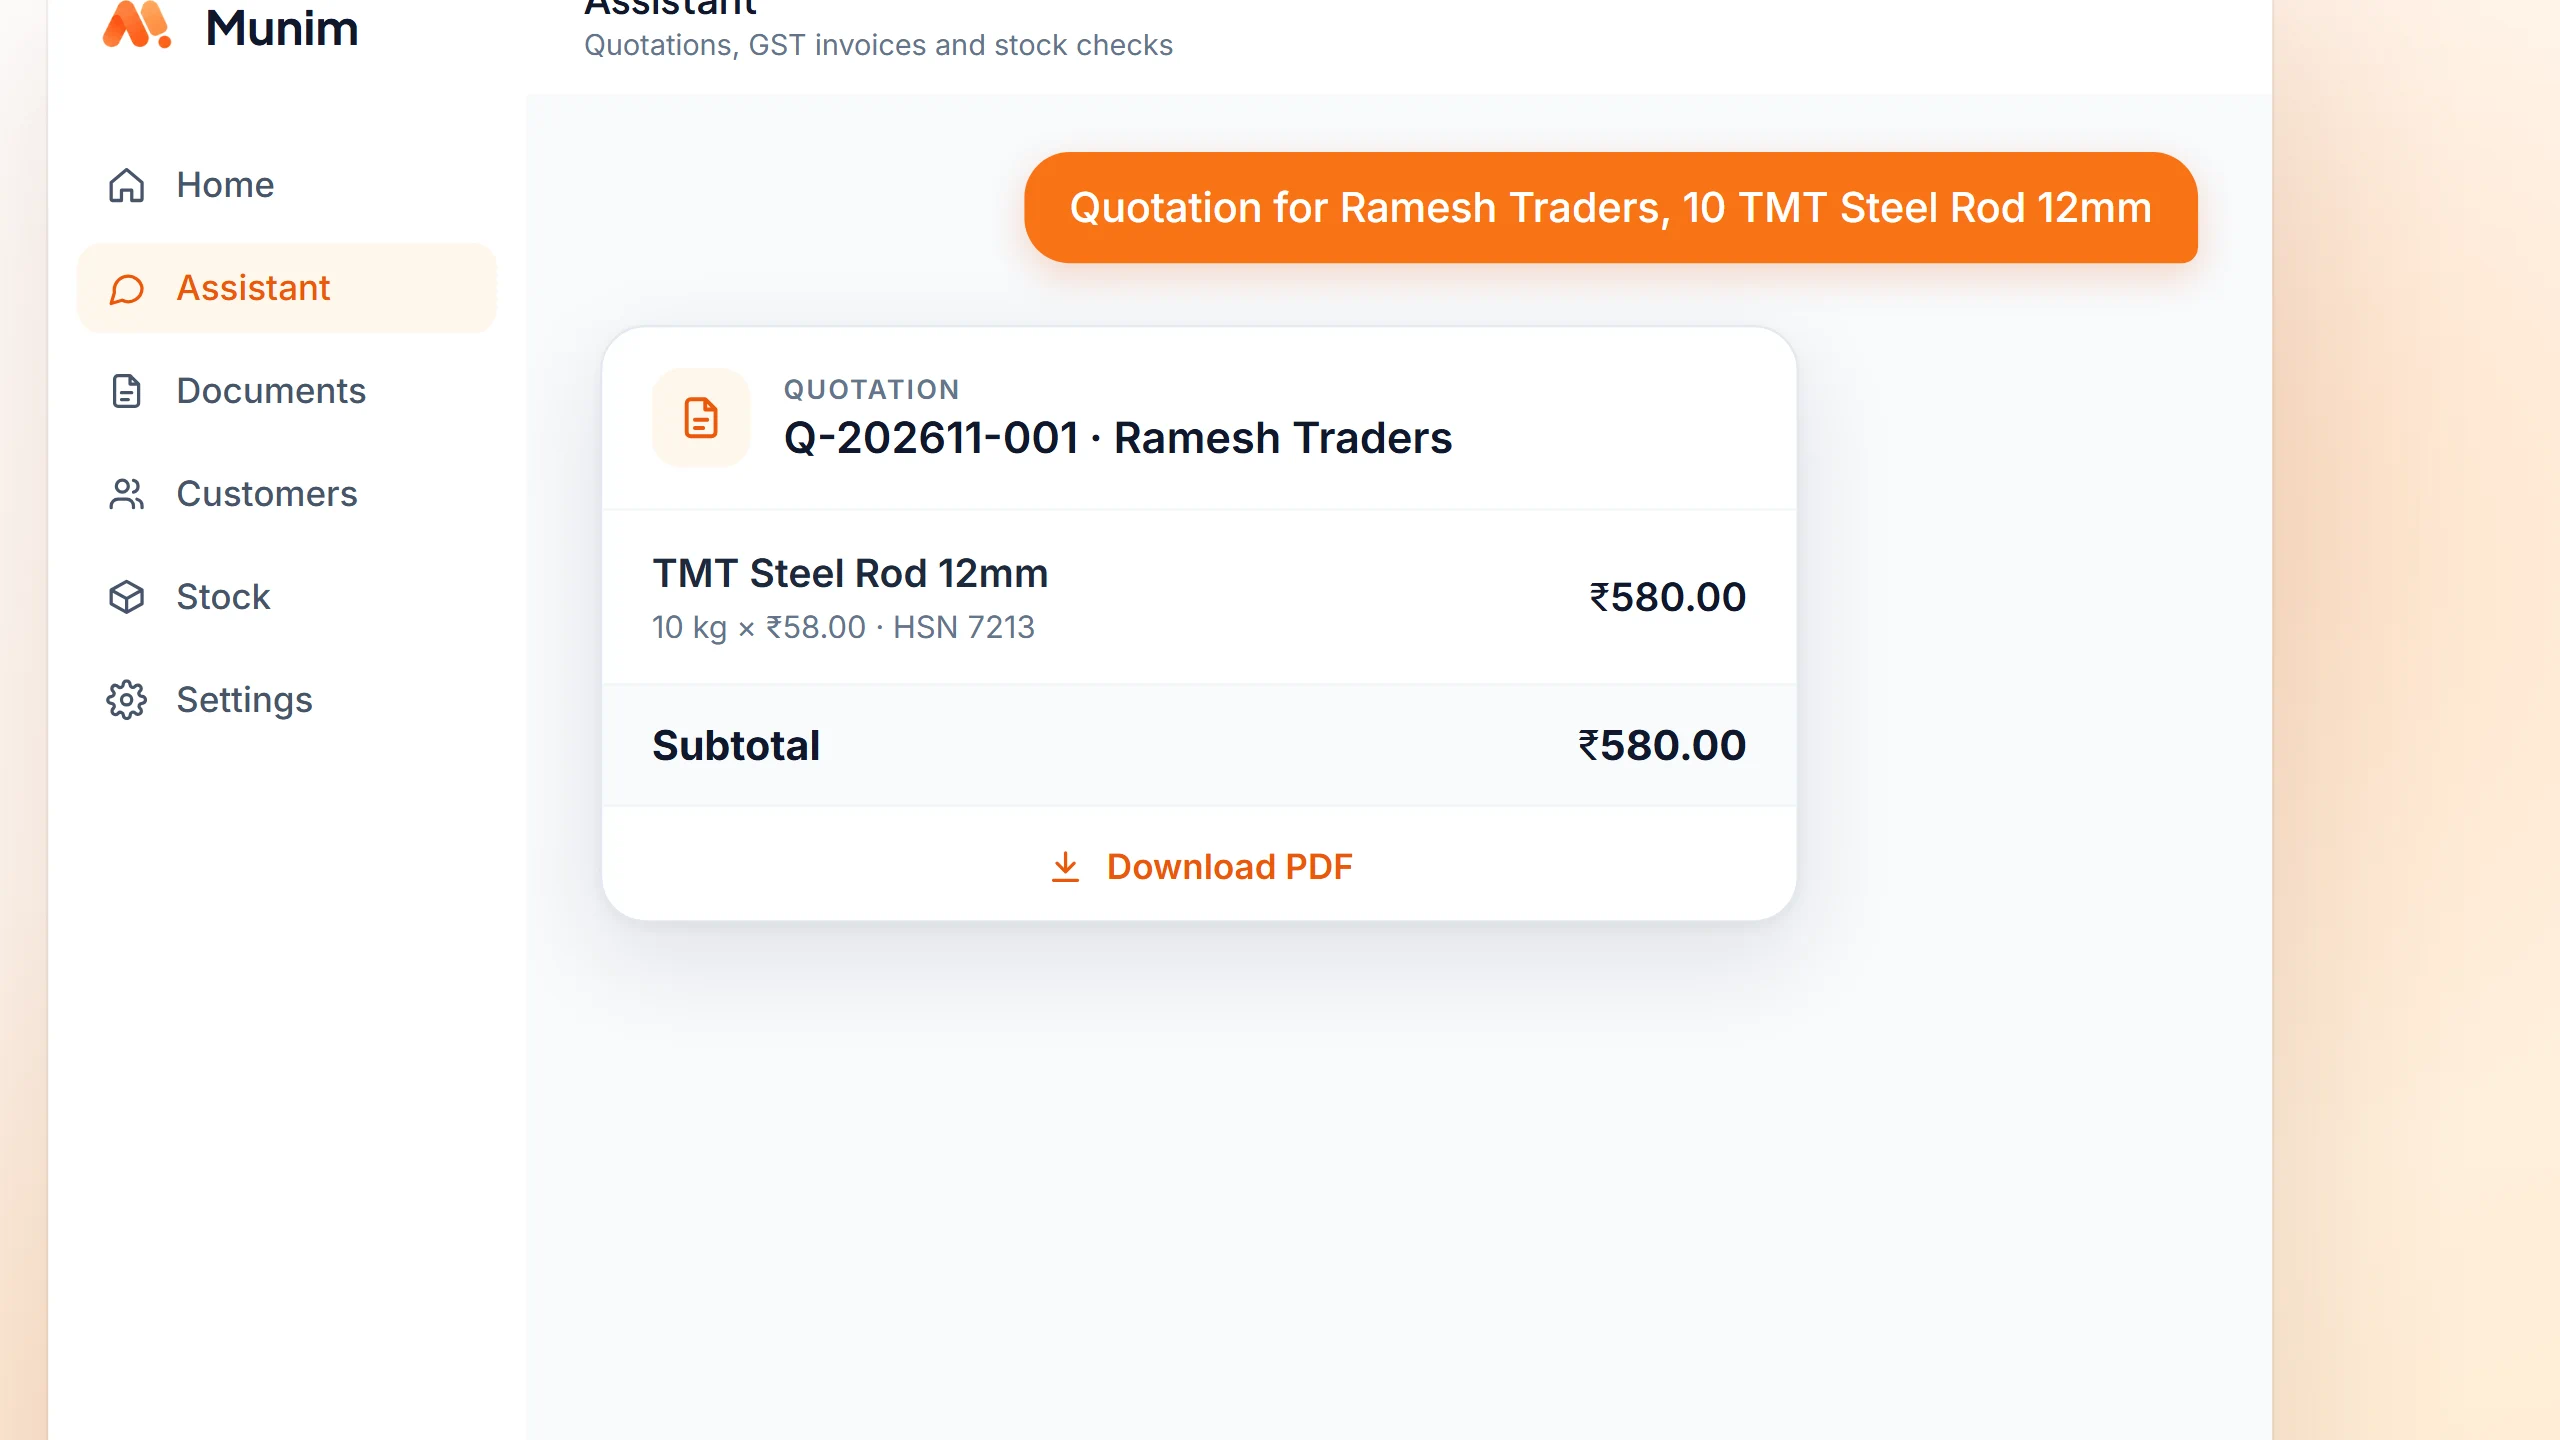 Munim
Assistant
Quotations, GST invoices and stock checks
Home
Assistant
Documents
Customers
Stock
Settings
Quotation for Ramesh Traders, 10 TMT Steel Rod 12mm
QUOTATION
Q-202611-001 · Ramesh Traders
TMT Steel Rod 12mm
10 kg × ₹58.00 · HSN 7213
₹580.00
Subtotal
₹580.00
Download PDF